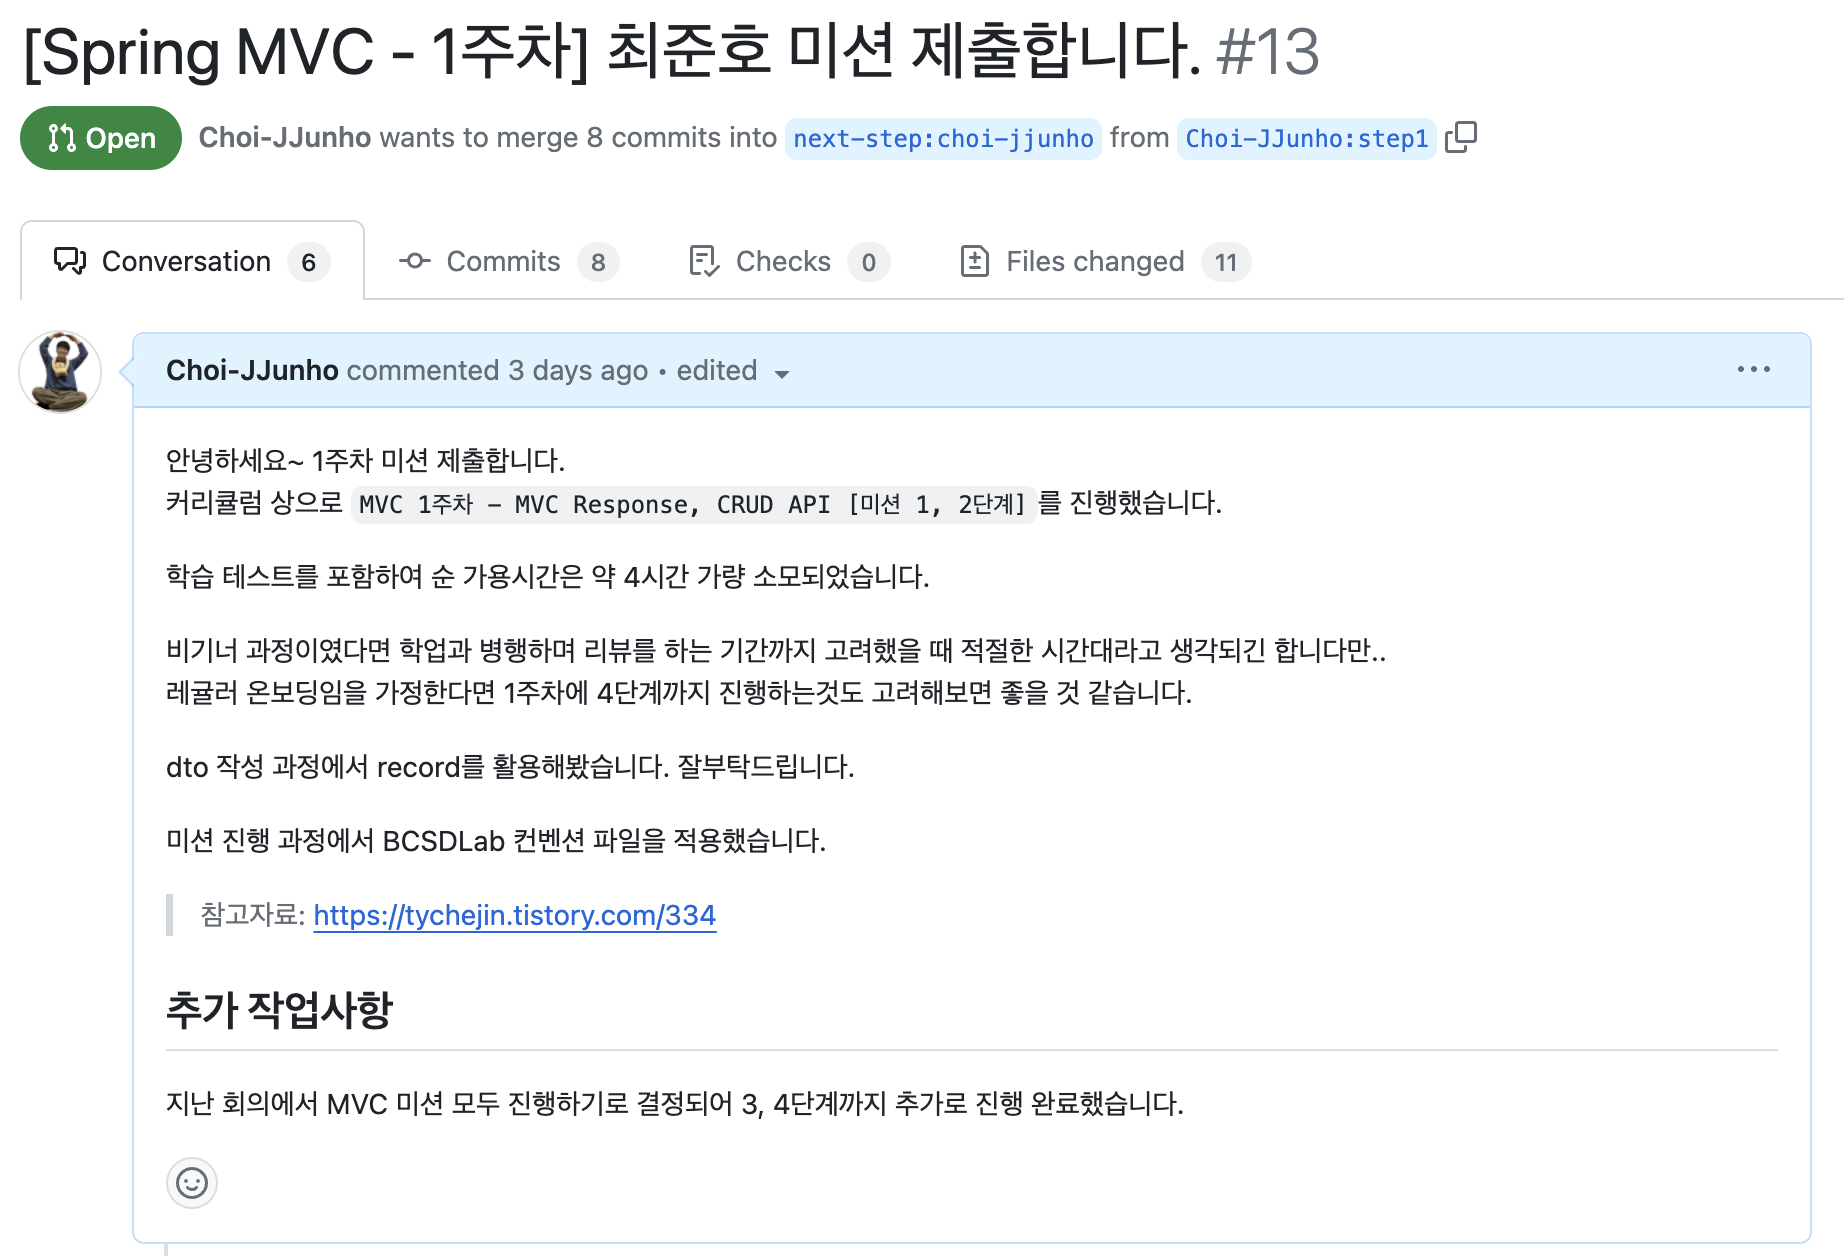 [Spring MVC - 1주차] 최준호 미션 제출합니다. #13
Open Choi-JJunho wants to merge 8 commits into next-step:choi-jjunho from Choi-JJunho:step1
Conversation 6 Commits 8 Checks 0 Files changed 11
Choi-JJunho commented 3 days ago • edited
안녕하세요~ 1주차 미션 제출합니다.
커리큘럼 상으로 MVC 1주차 – MVC Response, CRUD API [미션 1, 2단계] 를 진행했습니다.
학습 테스트를 포함하여 순 가용시간은 약 4시간 가량 소모되었습니다.
비기너 과정이였다면 학업과 병행하며 리뷰를 하는 기간까지 고려했을 때 적절한 시간대라고 생각되긴 합니다만..
레귤러 온보딩임을 가정한다면 1주차에 4단계까지 진행하는것도 고려해보면 좋을 것 같습니다.
dto 작성 과정에서 record를 활용해봤습니다. 잘부탁드립니다.
미션 진행 과정에서 BCSDLab 컨벤션 파일을 적용했습니다.
참고자료: https://tychejin.tistory.com/334
추가 작업사항
지난 회의에서 MVC 미션 모두 진행하기로 결정되어 3, 4단계까지 추가로 진행 완료했습니다.